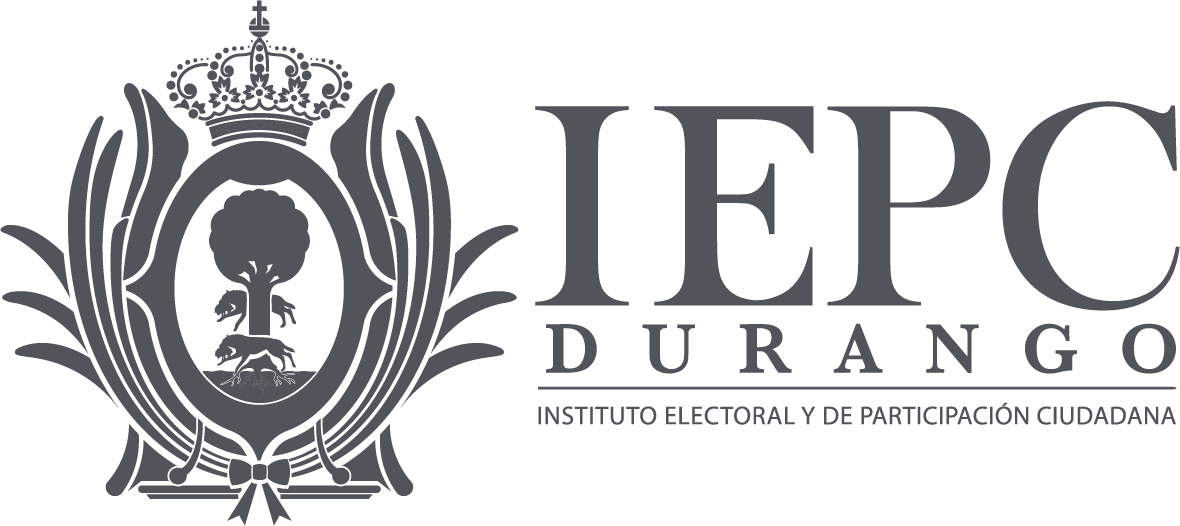 IEPC
DURANGO
INSTITUTO ELECTORAL Y DE PARTICIPACIÓN CIUDADANA